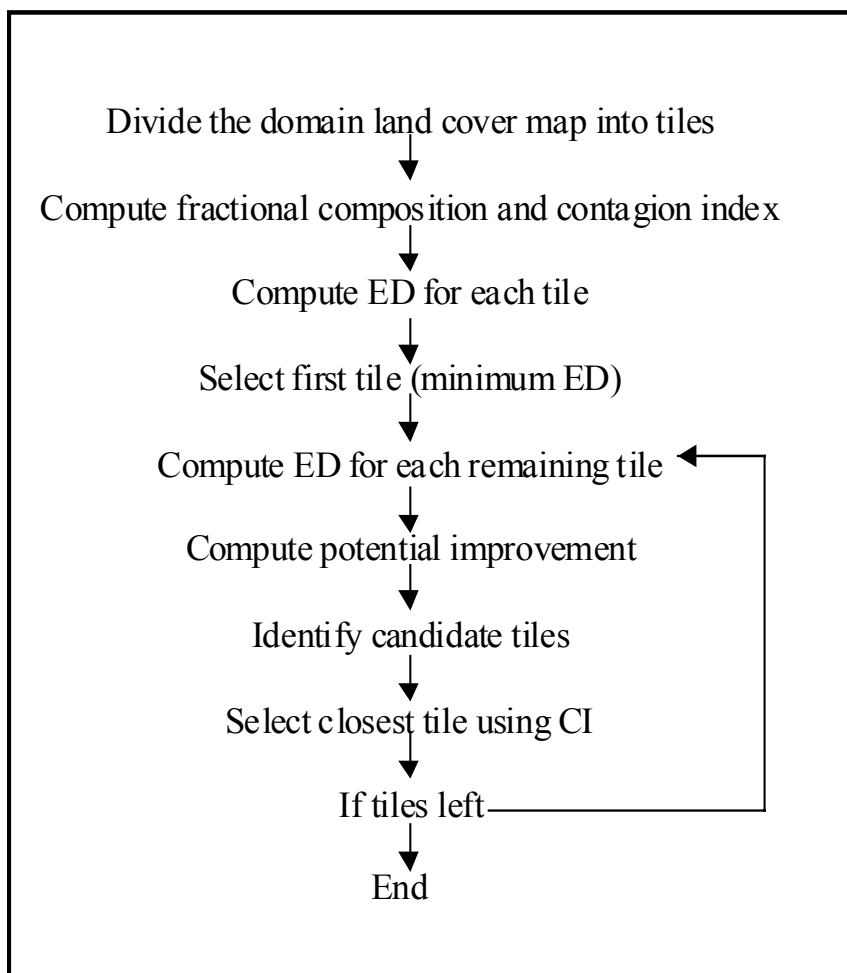 Divide the domain land cover map into tiles
Compute fractional composition and contagion index
Compute ED for each tile
Select first tile (minimum ED)
Compute ED for each remaining tile
Compute potential improvement
Identify candidate tiles
Select closest tile using CI
If tiles left
End